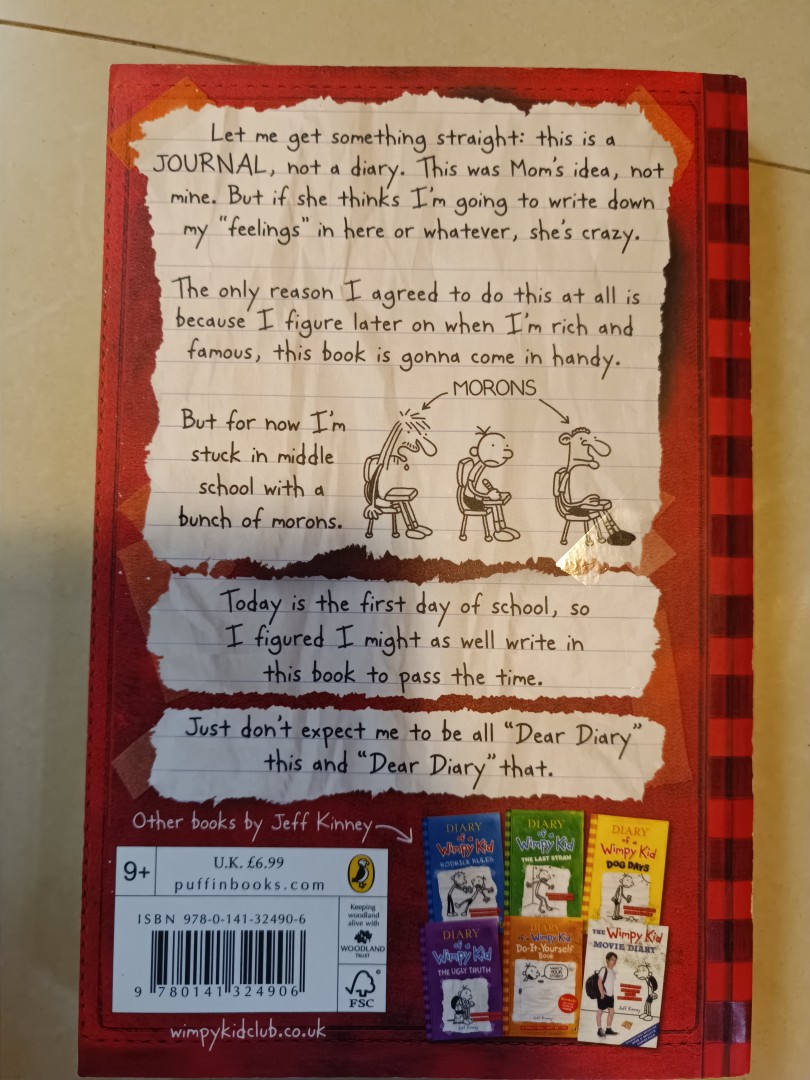 Let me get something straight: this is a
JOURNAL, not a diary. This was Mom's idea, not
mine. But if she thinks I'm going to write down
my "feelings" in here or whatever, she's crazy.
The only reason I agreed to do this at all is
because I figure later on when I'm rich and
famous, this book is gonna come in handy.
MORONS
But for now I'm
stuck in middle
school with a
bunch of morons.
Today is the first day of school, so
I figured I might as well write in
this book to pass the time.
Just don't expect me to be all "Dear Diary"
this and "Dear Diary" that.
Other books by Jeff Kinney
DIARY
of a
Wimpy Kid
RODRICK RULES
DIARY
of a
Wimpy Kid
THE LAST STRAW
DIARY
of a
Wimpy Kid
DOG DAYS
DIARY
of a
Wimpy Kid
THE UGLY TRUTH
DIARY
of a Wimpy Kid
Do-It-Yourself
BOOK
THE Wimpy Kid
MOVIE DIARY
9+
U.K. £6.99
puffinbooks.com
ISBN 978-0-141-32490-6
9 780141 324906
Keeping
woodland
alive with
WOODLAND
TRUST
FSC
wimpykidclub.co.uk